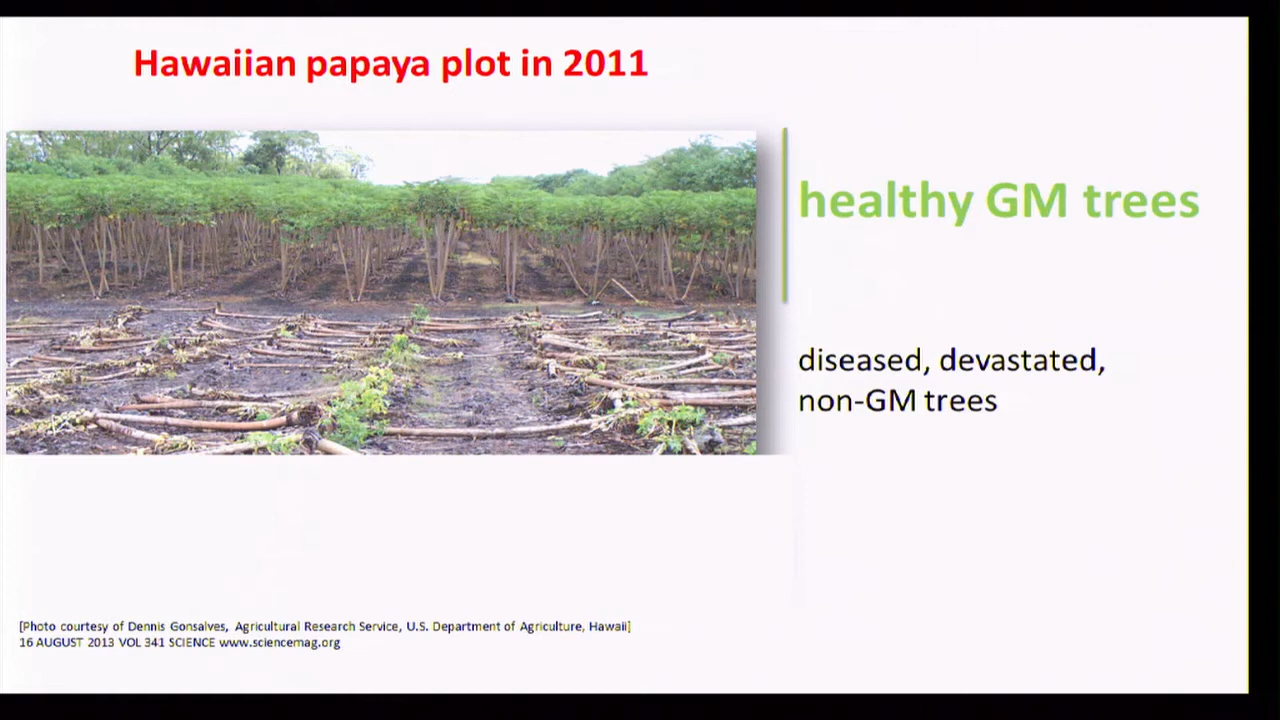 Hawaiian papaya plot in 2011
healthy GM trees
diseased, devastated,
non-GM trees
[Photo courtesy of Dennis Gonsalves, Agricultural Research Service, U.S. Department of Agriculture, Hawaii]
16 AUGUST 2013 VOL 341 SCIENCE www.sciencemag.org